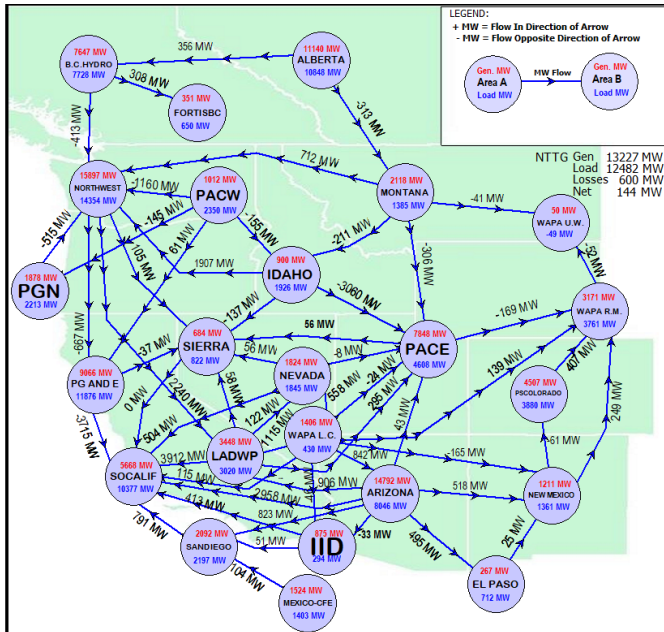 LEGEND:
+ MW = Flow In Direction of Arrow
- MW = Flow Opposite Direction of Arrow
Gen. MW
Area A
Load MW
MW Flow
Gen. MW
Area B
Load MW
NTTG Gen 13227 MW
Load 12482 MW
Losses 600 MW
Net 144 MW
7647 MW
B.C.HYDRO
7728 MW
356 MW
11140 MW
ALBERTA
10848 MW
308 MW
351 MW
FORTISBC
650 MW
-413 MW
-313 MW
15897 MW
NORTHWEST
14354 MW
-1160 MW
1012 MW
PACW
2350 MW
712 MW
2118 MW
MONTANA
1385 MW
-41 MW
50 MW
WAPA U.W.
-49 MW
-515 MW
-145 MW
-155 MW
-211 MW
-306 MW
-52 MW
61 MW
105 MW
1878 MW
PGN
2213 MW
1907 MW
900 MW
IDAHO
1926 MW
-3060 MW
3171 MW
WAPA R.M.
3761 MW
-169 MW
-667 MW
-137 MW
56 MW
684 MW
SIERRA
822 MW
7848 MW
PACE
4608 MW
-37 MW
56 MW
-8 MW
9066 MW
PG AND E
11876 MW
1824 MW
NEVADA
1845 MW
-24 MW
558 MW
295 MW
139 MW
407 MW
249 MW
4507 MW
PSCOLORADO
3880 MW
0 MW
2240 MW
58 MW
122 MW
1115 MW
43 MW
-3715 MW
504 MW
1406 MW
WAPA L.C.
430 MW
-61 MW
3448 MW
LADWP
3020 MW
3912 MW
842 MW
-165 MW
5668 MW
SOCALIF
10377 MW
115 MW
2958 MW
906 MW
14792 MW
ARIZONA
8046 MW
518 MW
1211 MW
NEW MEXICO
1361 MW
413 MW
823 MW
791 MW
51 MW
-33 MW
495 MW
25 MW
2092 MW
SANDIEGO
2197 MW
875 MW
IID
294 MW
104 MW
267 MW
EL PASO
712 MW
1524 MW
MEXICO-CFE
1403 MW